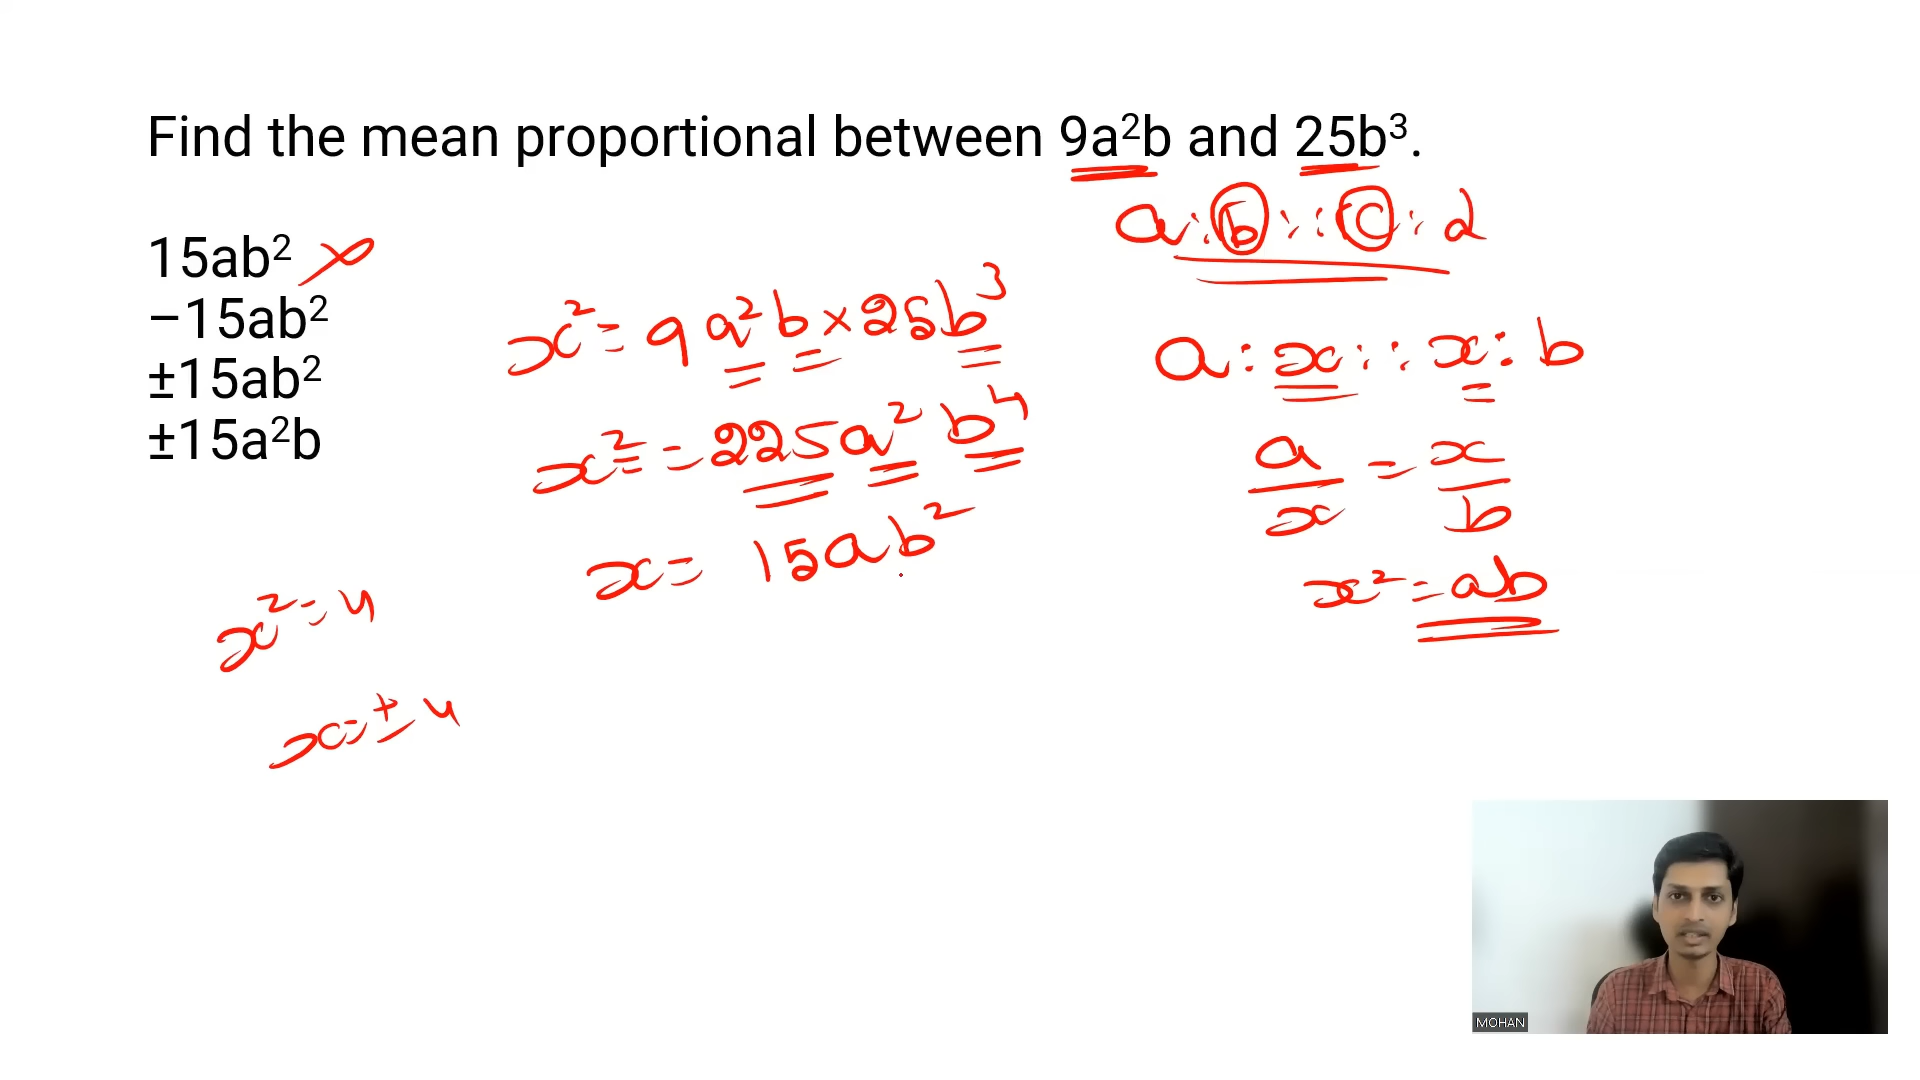 Find the mean proportional between 9a²b and 25b³.
a : b :: c : d
15ab²
−15ab²
±15ab²
±15a²b
x² = 9a²b × 25b³
x² = 225a²b⁴
x = 15ab²
a : x :: x : b
a/x = x/b
x² = ab
x² = 4
x = ± 4
MOHAN